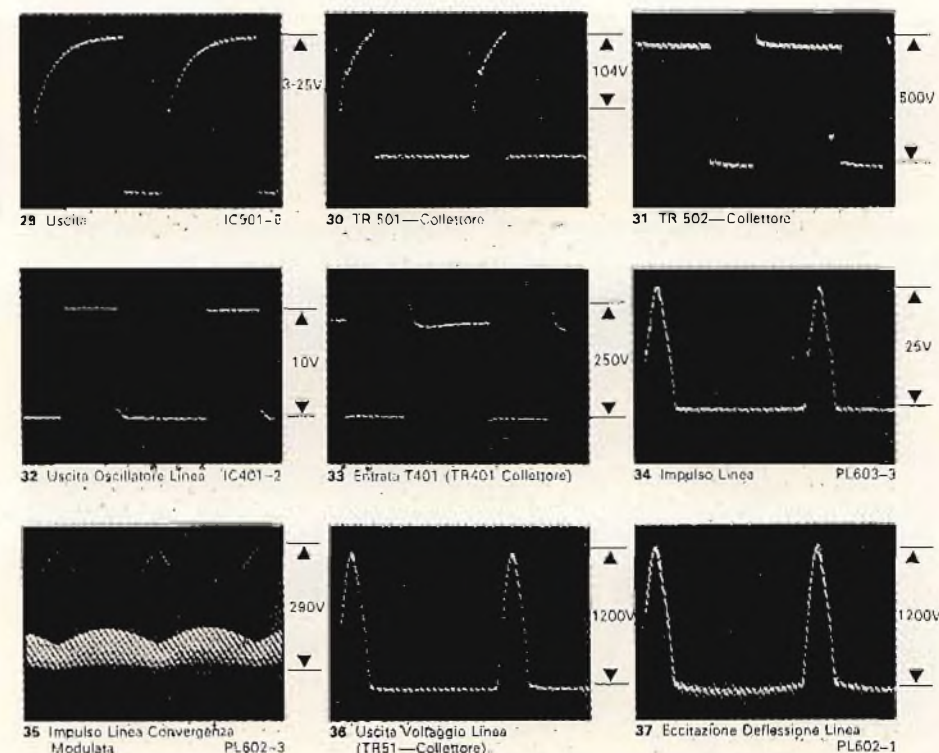 3-25V
104V
500V
29 Uscita
30 TR 501—Collettore
31 TR 502—Collettore
10V
250V
25V
32 Uscita Oscillatore Linea IC401-2
33 Entrata T401 (TR401 Collettore)
34 Impulso Linea PL603-3
290V
1200V
1200V
35 Impulso Linea Convergenza
Modulata PL602-3
36 Uscita Voltaggio Linea
(TR51—Collettore)
37 Eccitazione Deflessione Linea
PL602-1